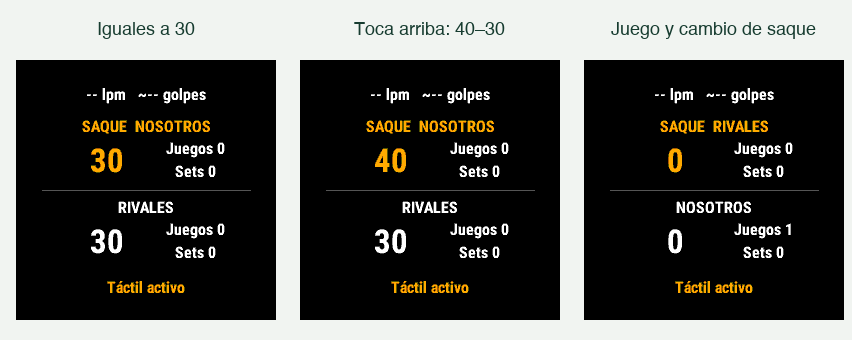 Iguales a 30
-- lpm ~-- golpes
SAQUE NOSOTROS
30
Juegos 0
Sets 0
RIVALES
30
Juegos 0
Sets 0
Táctil activo
Toca arriba: 40–30
-- lpm ~-- golpes
SAQUE NOSOTROS
40
Juegos 0
Sets 0
RIVALES
30
Juegos 0
Sets 0
Táctil activo
Juego y cambio de saque
-- lpm ~-- golpes
SAQUE RIVALES
0
Juegos 0
Sets 0
NOSOTROS
0
Juegos 1
Sets 0
Táctil activo